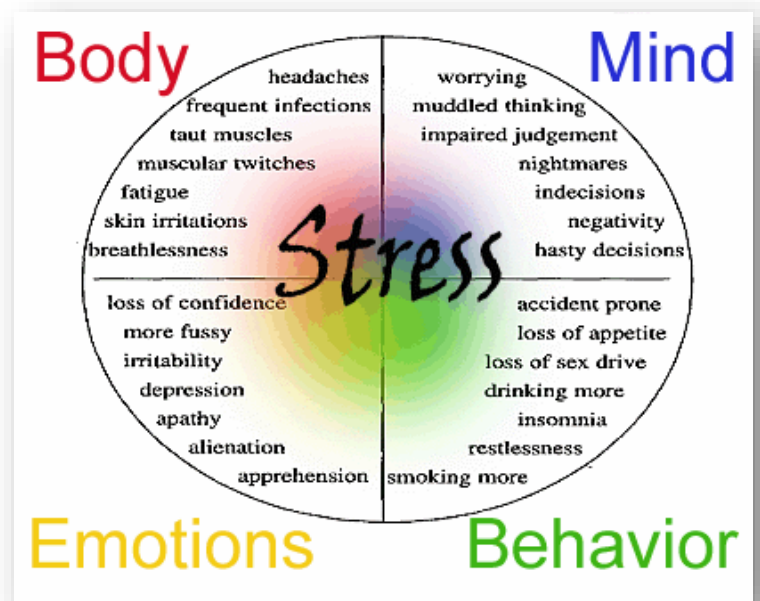 Body
headaches
frequent infections
taut muscles
muscular twitches
fatigue
skin irritations
breathlessness
Mind
worrying
muddled thinking
impaired judgement
nightmares
indecisions
negativity
hasty decisions
Stress
loss of confidence
more fussy
irritability
depression
apathy
alienation
apprehension
Emotions
accident prone
loss of appetite
loss of sex drive
drinking more
insomnia
restlessness
smoking more
Behavior